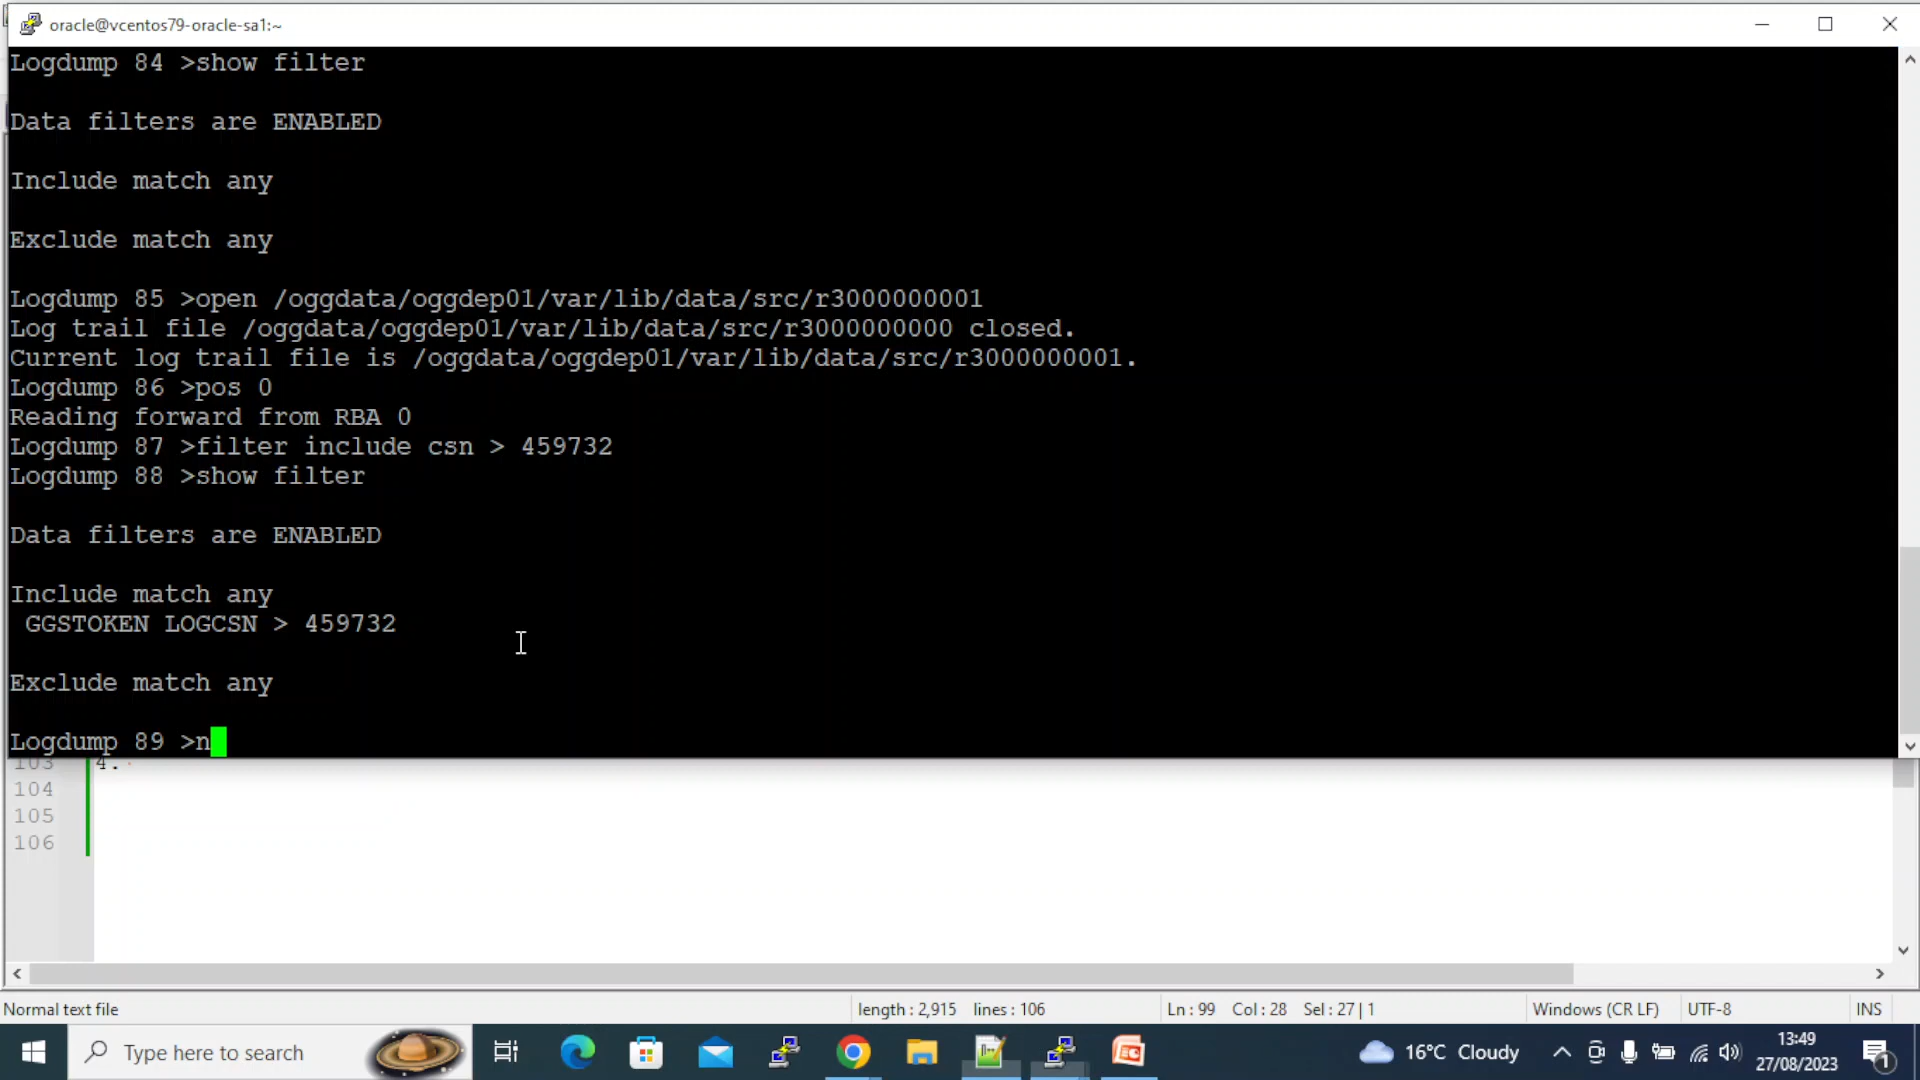 oracle@vcentos79-oracle-sa1:~
Logdump 84 >show filter
Data filters are ENABLED
Include match any
Exclude match any
Logdump 85 >open /oggdata/oggdep01/var/lib/data/src/r3000000001
Log trail file /oggdata/oggdep01/var/lib/data/src/r3000000000 closed.
Current log trail file is /oggdata/oggdep01/var/lib/data/src/r3000000001.
Logdump 86 >pos 0
Reading forward from RBA 0
Logdump 87 >filter include csn > 459732
Logdump 88 >show filter
Data filters are ENABLED
Include match any
GGSTOKEN LOGCSN > 459732
Exclude match any
Logdump 89 >n
103 4.
104
105
106
Normal text file length : 2,915 lines : 106 Ln : 99 Col : 28 Sel : 27 | 1 Windows (CR LF) UTF-8 INS
Type here to search 16°C Cloudy 13:49
27/08/2023 1